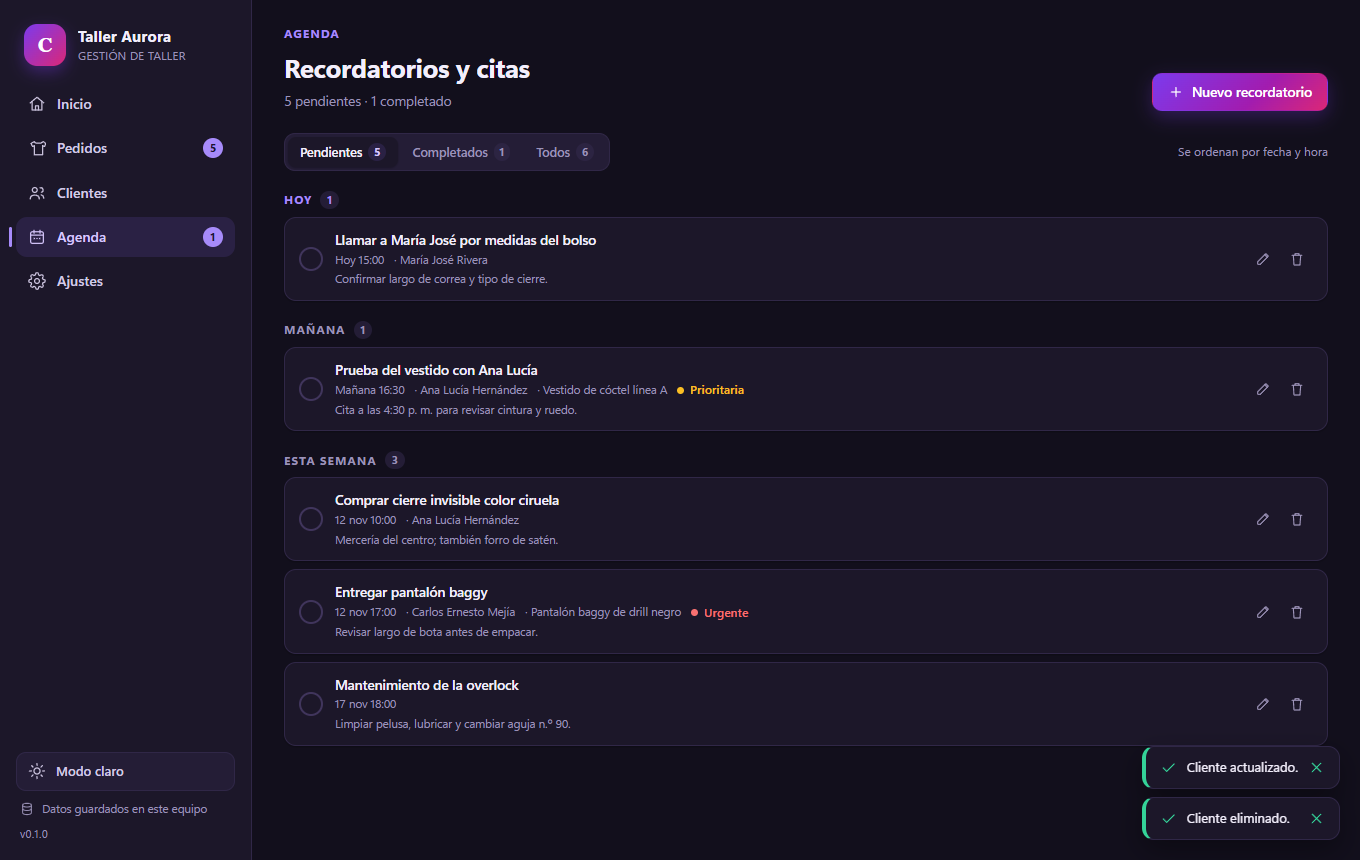 C
Taller Aurora
GESTIÓN DE TALLER
Inicio
Pedidos 5
Clientes
Agenda 1
Ajustes
Modo claro
Datos guardados en este equipo
v0.1.0
AGENDA
Recordatorios y citas
5 pendientes · 1 completado
+ Nuevo recordatorio
Pendientes 5 Completados 1 Todos 6
Se ordenan por fecha y hora
HOY 1
Llamar a María José por medidas del bolso
Hoy 15:00 · María José Rivera
Confirmar largo de correa y tipo de cierre.
MAÑANA 1
Prueba del vestido con Ana Lucía
Mañana 16:30 · Ana Lucía Hernández · Vestido de cóctel línea A ● Prioritaria
Cita a las 4:30 p. m. para revisar cintura y ruedo.
ESTA SEMANA 3
Comprar cierre invisible color ciruela
12 nov 10:00 · Ana Lucía Hernández
Mercería del centro; también forro de satén.
Entregar pantalón baggy
12 nov 17:00 · Carlos Ernesto Mejía · Pantalón baggy de drill negro ● Urgente
Revisar largo de bota antes de empacar.
Mantenimiento de la overlock
17 nov 18:00
Limpiar pelusa, lubricar y cambiar aguja n.º 90.
Cliente actualizado.
Cliente eliminado.